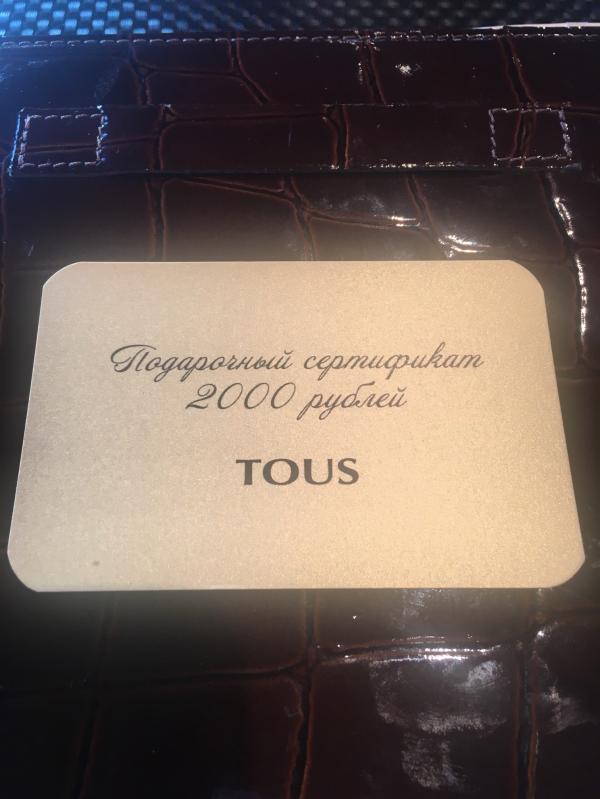 Подарочный сертификат
2000 рублей
TOUS